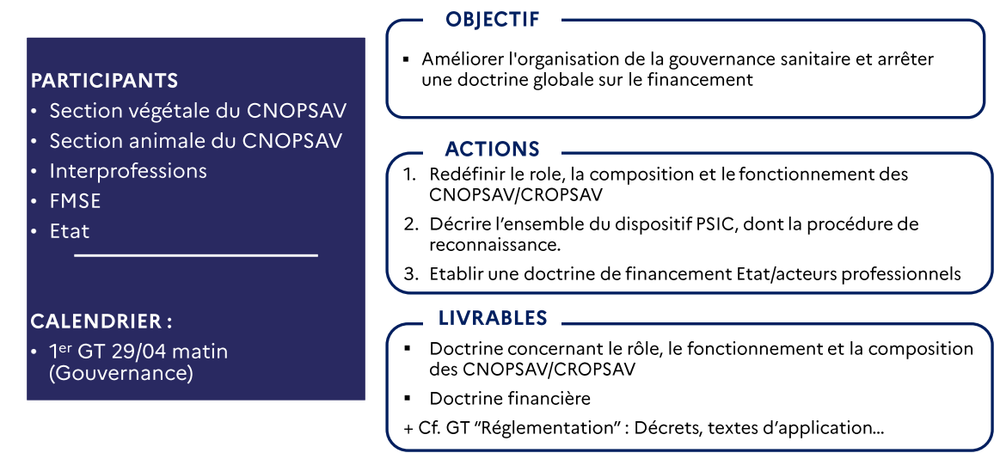 PARTICIPANTS
• Section végétale du CNOPSAV
• Section animale du CNOPSAV
• Interprofessions
• FMSE
• Etat
CALENDRIER :
• 1er GT 29/04 matin
(Gouvernance)
OBJECTIF
▪ Améliorer l'organisation de la gouvernance sanitaire et arrêter
une doctrine globale sur le financement
ACTIONS
1. Redéfinir le role, la composition et le fonctionnement des
CNOPSAV/CROPSAV
2. Décrire l’ensemble du dispositif PSIC, dont la procédure de
reconnaissance.
3. Etablir une doctrine de financement Etat/acteurs professionnels
LIVRABLES
▪ Doctrine concernant le rôle, le fonctionnement et la composition
des CNOPSAV/CROPSAV
▪ Doctrine financière
+ Cf. GT “Réglementation” : Décrets, textes d’application…